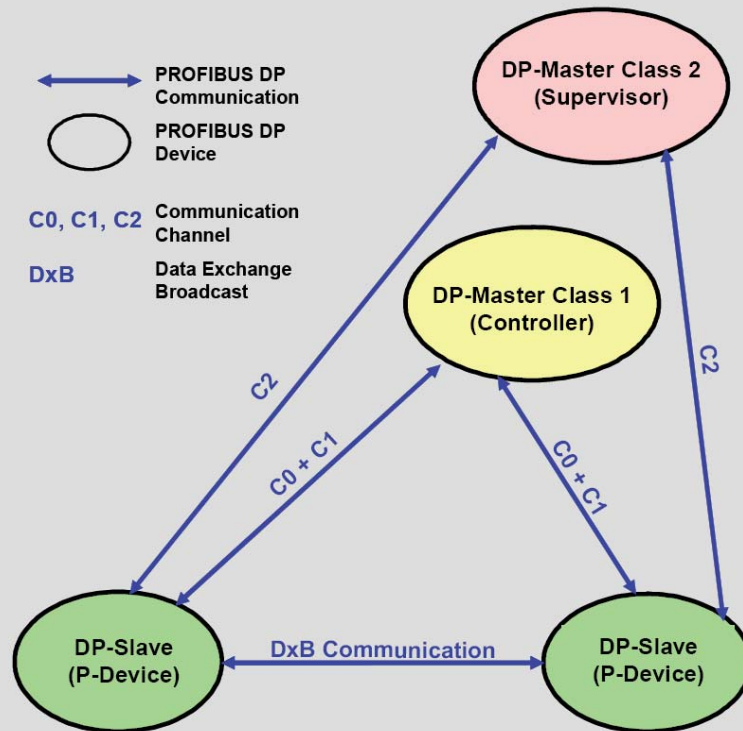 PROFIBUS DP
Communication
PROFIBUS DP
Device
C0, C1, C2
Communication
Channel
DxB
Data Exchange
Broadcast
DP-Master Class 2
(Supervisor)
DP-Master Class 1
(Controller)
C2
C0 + C1
C0 + C1
C2
DP-Slave
(P-Device)
DxB Communication
DP-Slave
(P-Device)